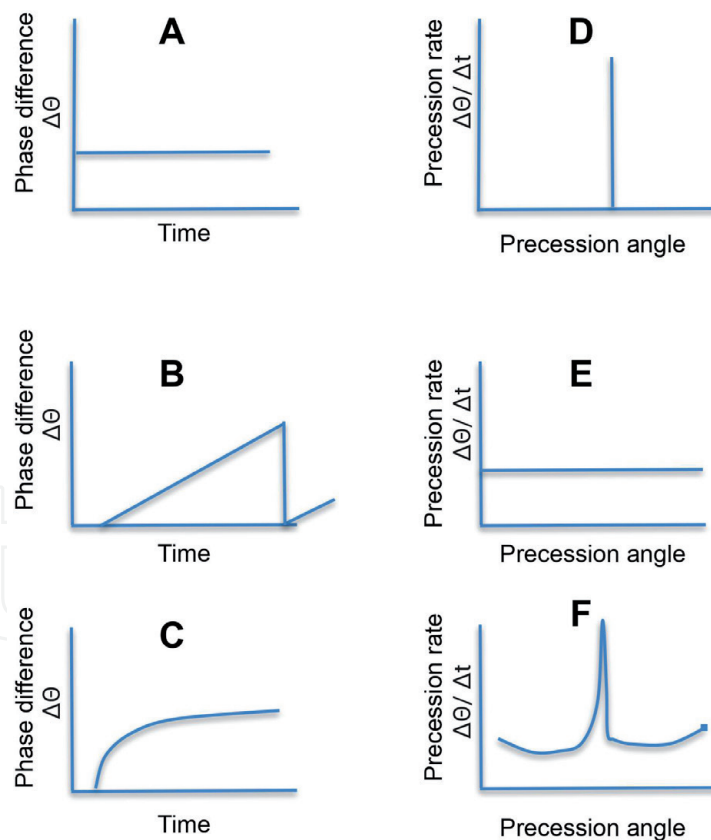 A
Phase difference
ΔΘ
Time
D
Precession rate
ΔΘ/ Δt
Precession angle
B
Phase difference
ΔΘ
Time
E
Precession rate
ΔΘ/ Δt
Precession angle
C
Phase difference
ΔΘ
Time
F
Precession rate
ΔΘ/ Δt
Precession angle